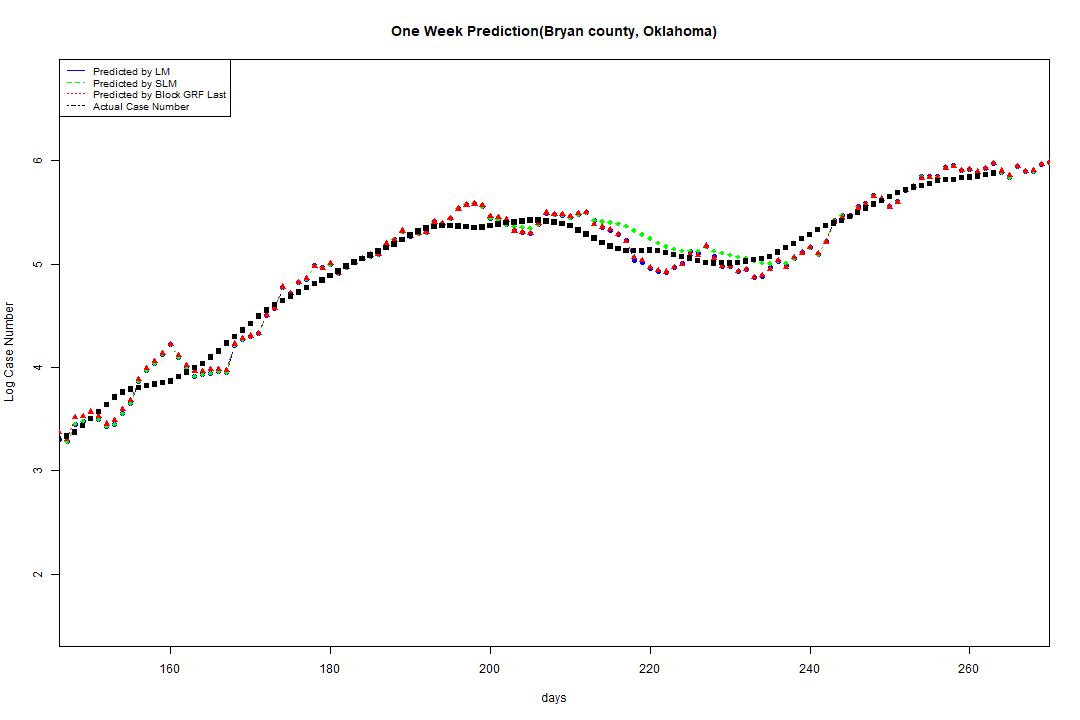 One Week Prediction(Bryan county, Oklahoma)
Predicted by LM
Predicted by SLM
Predicted by Block GRF Last
Actual Case Number
6
5
4
3
2
Log Case Number
160
180
200
220
240
260
days